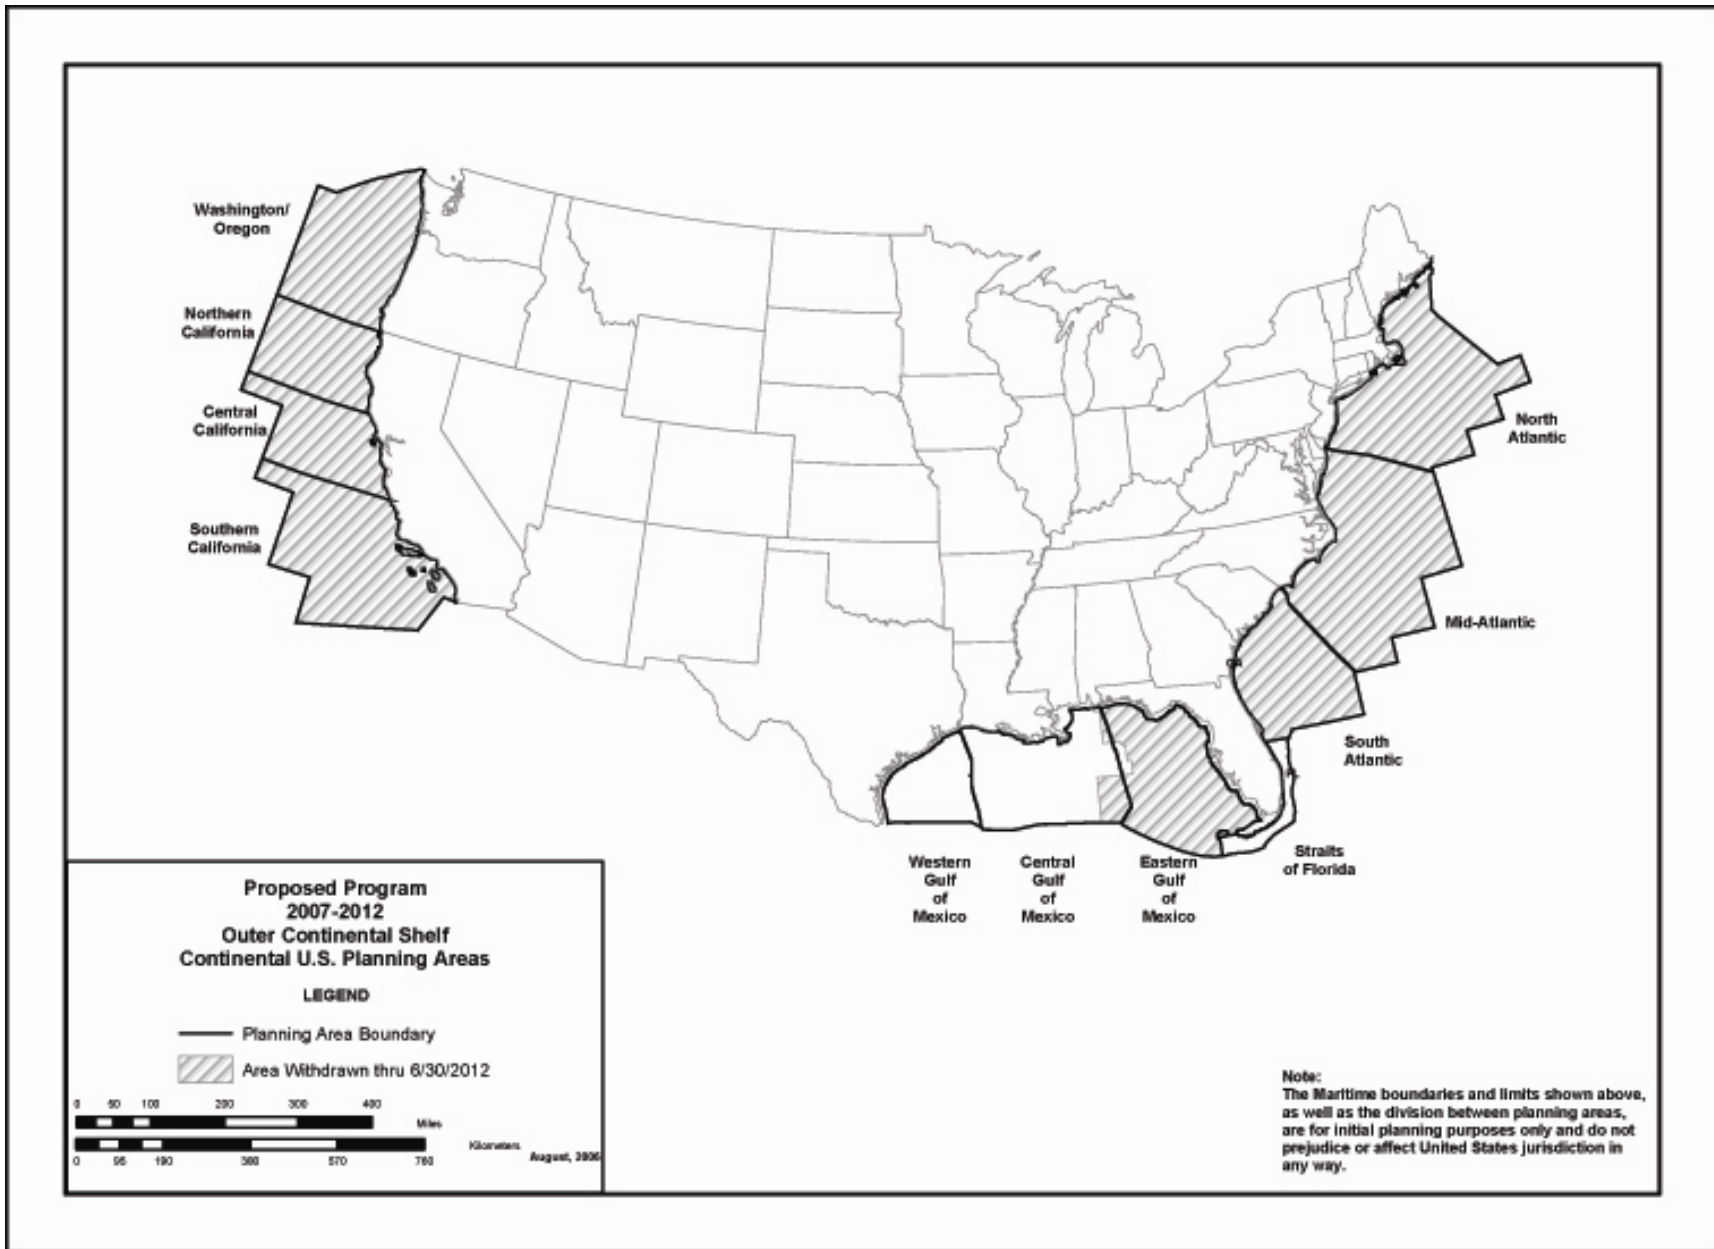 Washington/
Oregon
Northern
California
Central
California
Southern
California
North
Atlantic
Mid-Atlantic
South
Atlantic
Straits
of Florida
Western
Gulf
of
Mexico
Central
Gulf
of
Mexico
Eastern
Gulf
of
Mexico
Proposed Program
2007-2012
Outer Continental Shelf
Continental U.S. Planning Areas
LEGEND
Planning Area Boundary
Area Withdrawn thru 6/30/2012
0 50 100 200 300 400
Miles
Kilometers
0 95 190 380 570 760
August, 2006
Note:
The Maritime boundaries and limits shown above,
as well as the division between planning areas,
are for initial planning purposes only and do not
prejudice or affect United States jurisdiction in
any way.